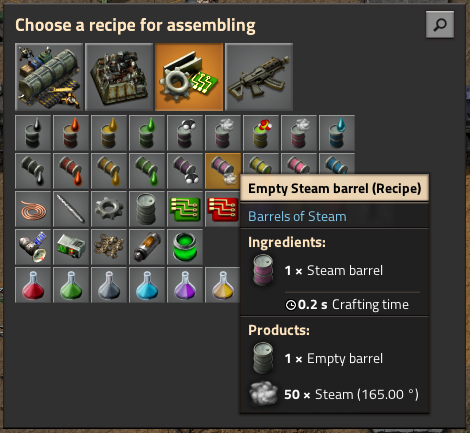 Choose a recipe for assembling
Empty Steam barrel (Recipe)
Barrels of Steam
Ingredients:
1 × Steam barrel
0.2 s Crafting time
Products:
1 × Empty barrel
50 × Steam (165.00 °)